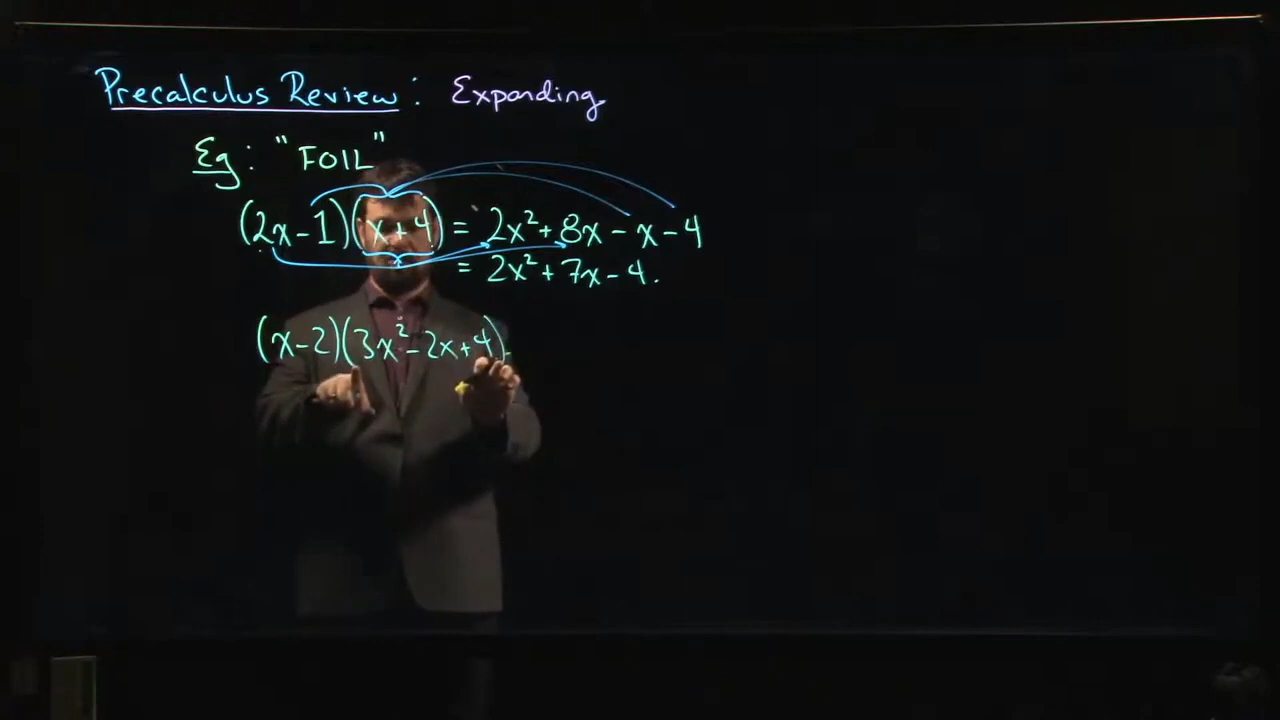 Precalculus Review: Expanding
Eg: "FOIL"
(2x-1)(x+4) = 2x²+8x-x-4
= 2x²+7x-4.
(x-2)(3x²-2x+4)